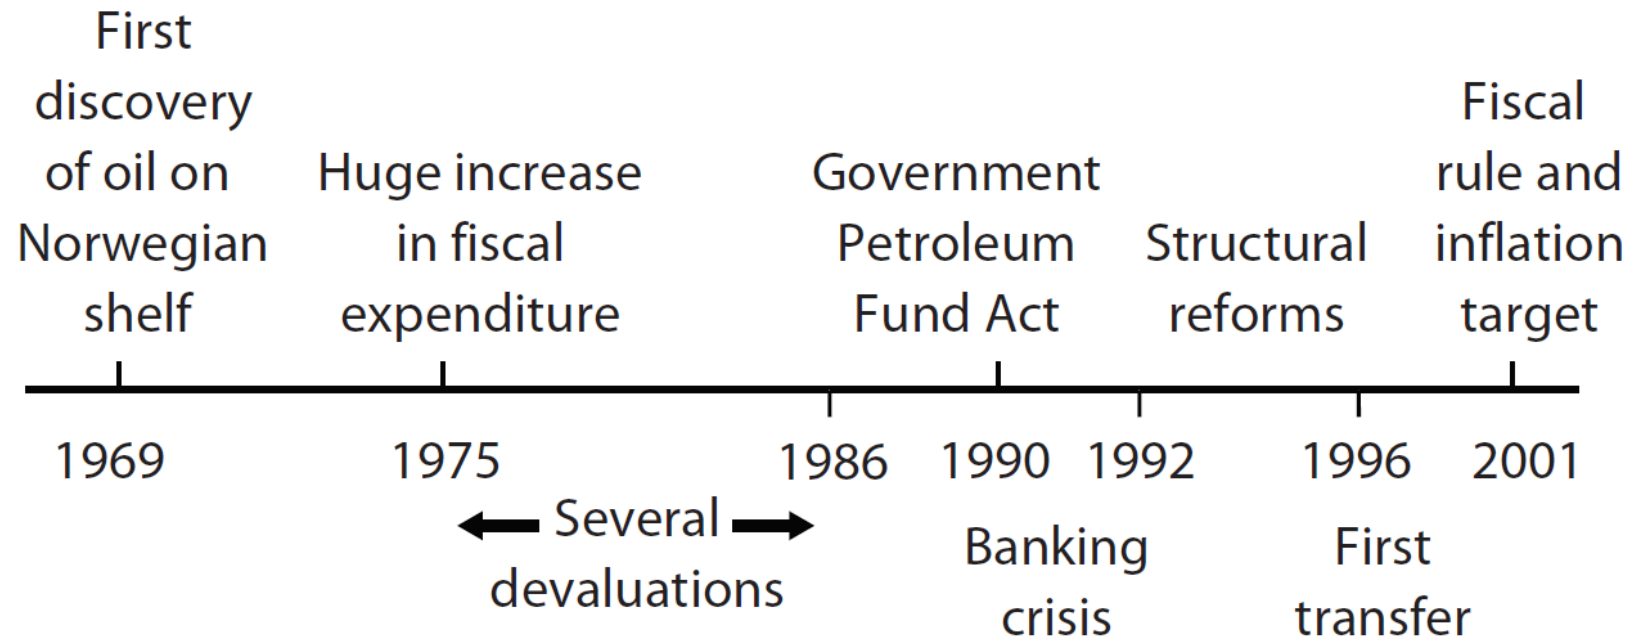 First
discovery
of oil on
Norwegian
shelf
Huge increase
in fiscal
expenditure
Government
Petroleum
Fund Act
Structural
reforms
Fiscal
rule and
inflation
target
1969
1975
1986
1990
1992
1996
2001
Several
devaluations
Banking
crisis
First
transfer